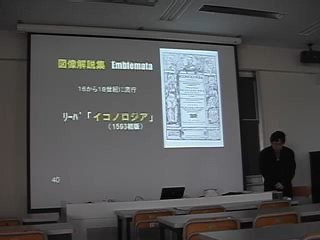 図像解説集 Emblemata
16から18世紀に流行
ﾘｰﾊﾟ「イコノロジア」
(1593初版)
40